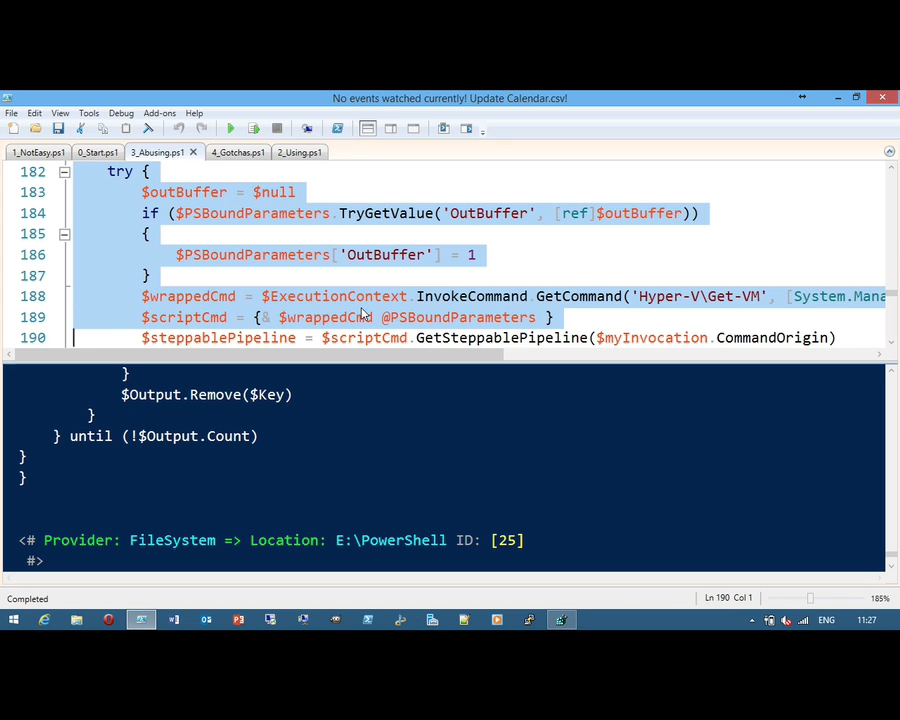 No events watched currently! Update Calendar.csv!
File Edit View Tools Debug Add-ons Help
1_NotEasy.ps1 0_Start.ps1 3_Abusing.ps1 4_Gotchas.ps1 2_Using.ps1
182 try {
183 $outBuffer = $null
184 if ($PSBoundParameters.TryGetValue('OutBuffer', [ref]$outBuffer))
185 {
186 $PSBoundParameters['OutBuffer'] = 1
187 }
188 $wrappedCmd = $ExecutionContext.InvokeCommand.GetCommand('Hyper-V\Get-VM', [System.Mana
189 $scriptCmd = {& $wrappedCmd @PSBoundParameters }
190 $steppablePipeline = $scriptCmd.GetSteppablePipeline($myInvocation.CommandOrigin)
}
$Output.Remove($Key)
}
} until (!$Output.Count)
}
}
<# Provider: FileSystem => Location: E:\PowerShell ID: [25]
#>
Completed
Ln 190 Col 1
185%
ENG
11:27